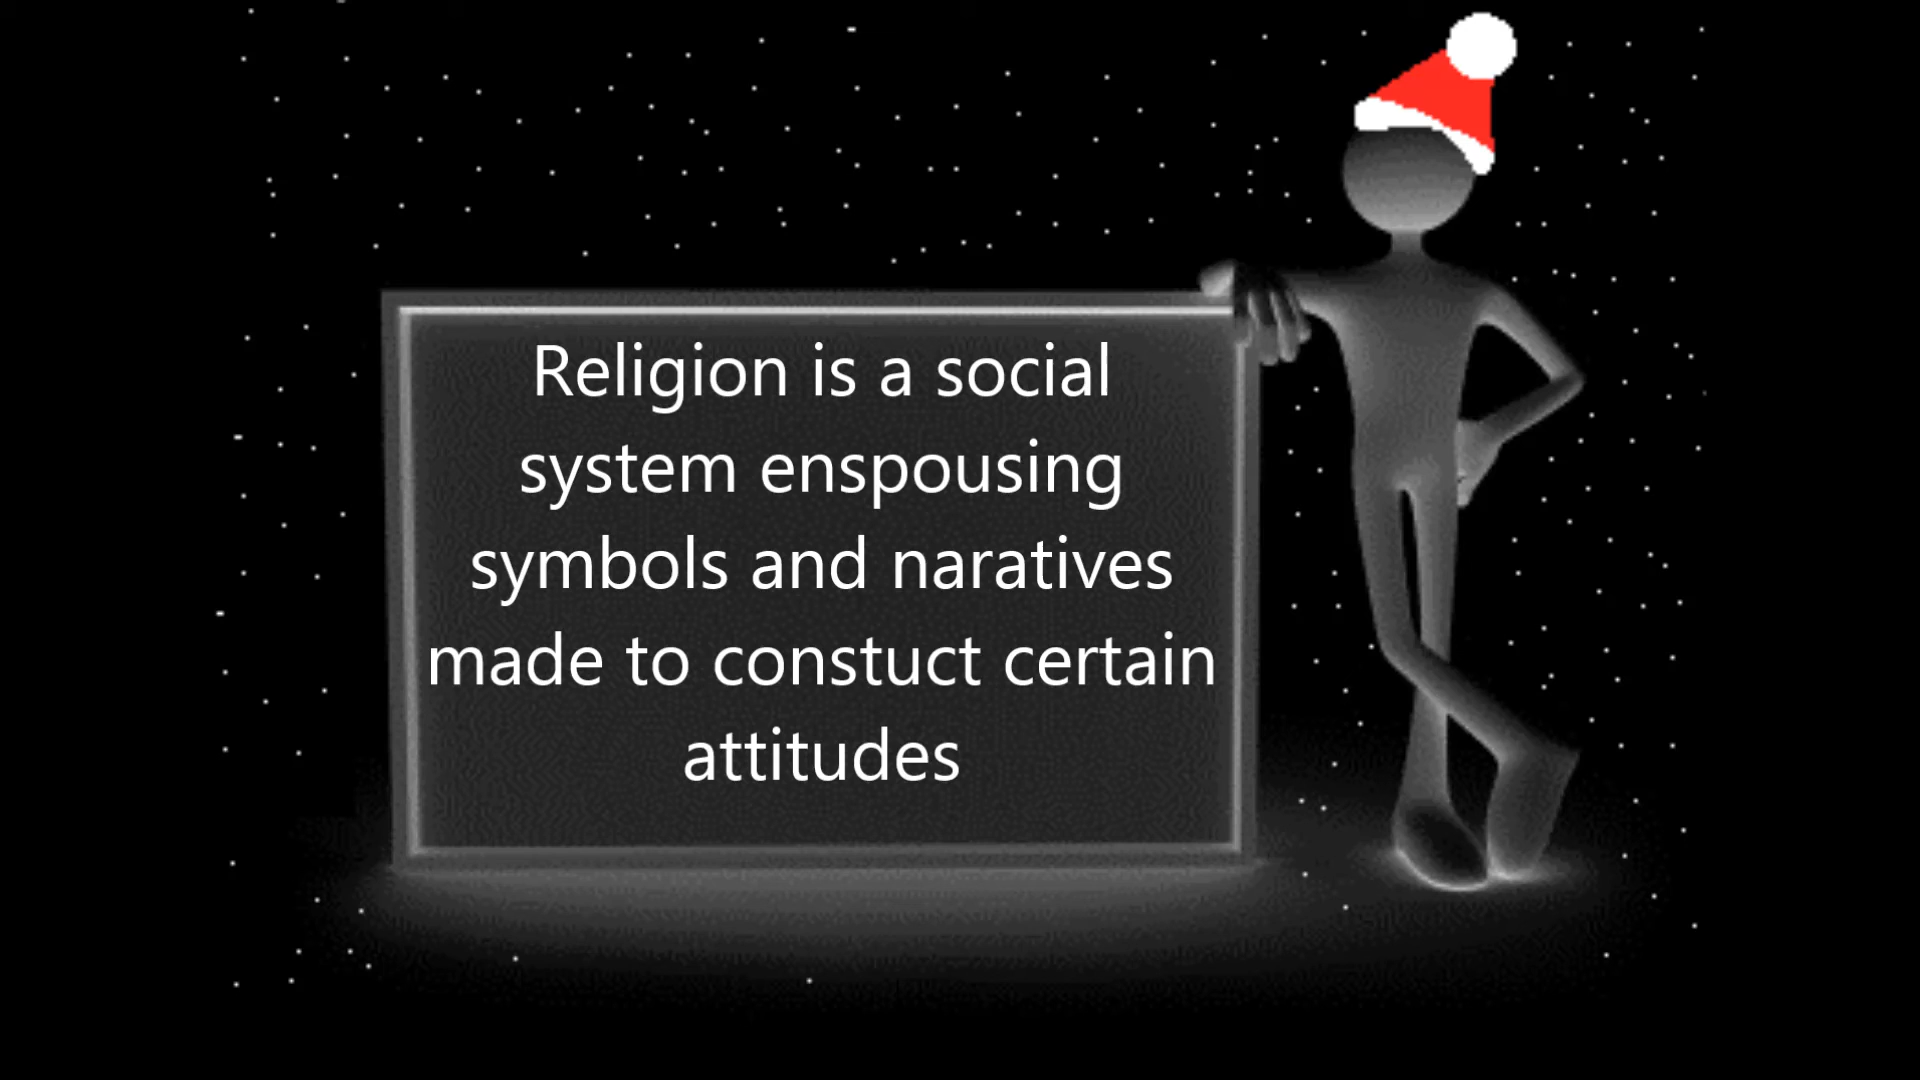 Religion is a social
system enspousing
symbols and naratives
made to constuct certain
attitudes